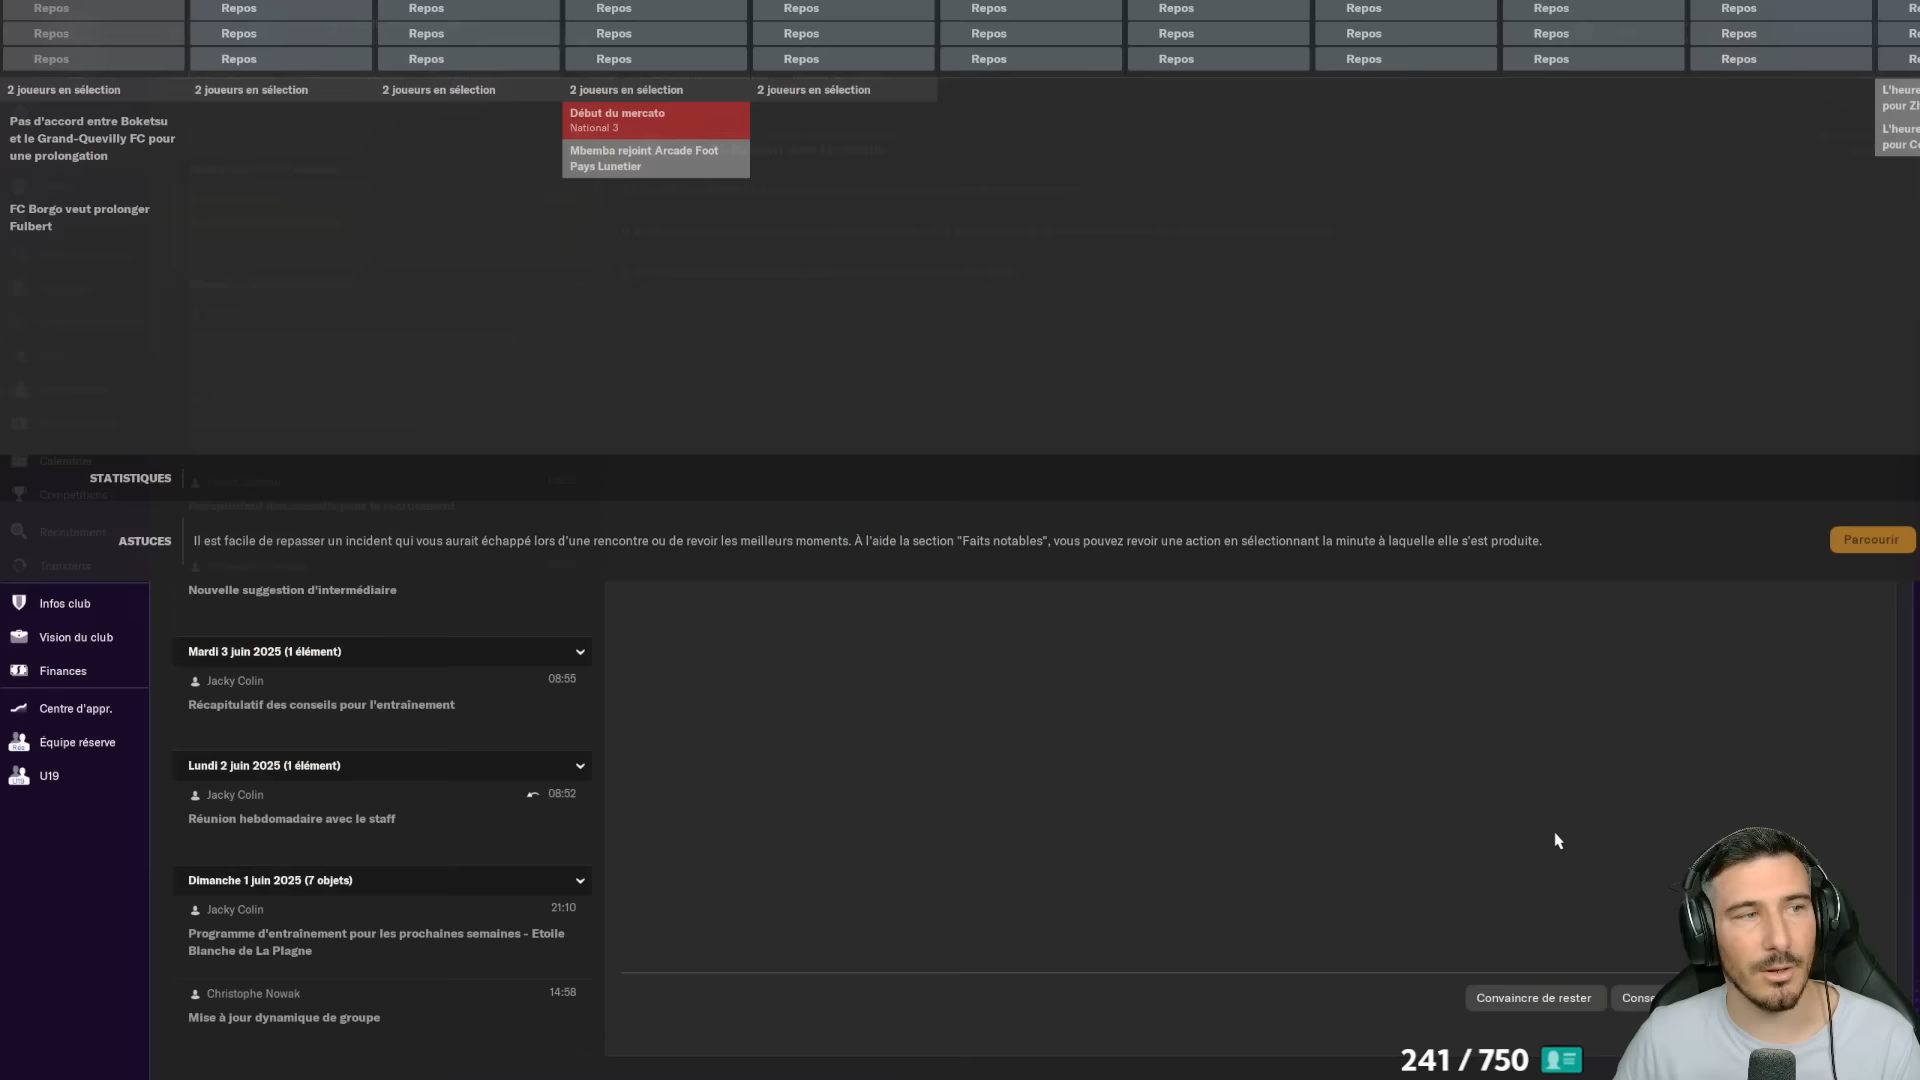 Repos Repos Repos Repos Repos Repos Repos Repos Repos Repos
Repos Repos Repos Repos Repos Repos Repos Repos Repos Repos
Repos Repos Repos Repos Repos Repos Repos Repos Repos Repos
2 joueurs en sélection 2 joueurs en sélection 2 joueurs en sélection 2 joueurs en sélection 2 joueurs en sélection
L'heure
pour
L'heure
pour
Pas d'accord entre Boketsu
et le Grand-Quevilly FC pour
une prolongation
FC Borgo veut prolonger
Fulbert
Début du mercato
National 3
Mbemba rejoint Arcade Foot
Pays Lunetier
Calendrier
STATISTIQUES
Compétitions
Recrutement
ASTUCES
Il est facile de repasser un incident qui vous aurait échappé lors d'une rencontre ou de revoir les meilleurs moments. À l'aide la section "Faits notables", vous pouvez revoir une action en sélectionnant la minute à laquelle elle s'est produite.
Parcourir
Transferts
Infos club
Vision du club
Finances
Centre d'appr.
Équipe réserve
U19
Nouvelle suggestion d'intermédiaire
Mardi 3 juin 2025 (1 élément)
Jacky Colin 08:55
Récapitulatif des conseils pour l'entraînement
Lundi 2 juin 2025 (1 élément)
Jacky Colin 08:52
Réunion hebdomadaire avec le staff
Dimanche 1 juin 2025 (7 objets)
Jacky Colin 21:10
Programme d'entraînement pour les prochaines semaines - Etoile
Blanche de La Plagne
Christophe Nowak 14:58
Mise à jour dynamique de groupe
Convaincre de rester
241 / 750